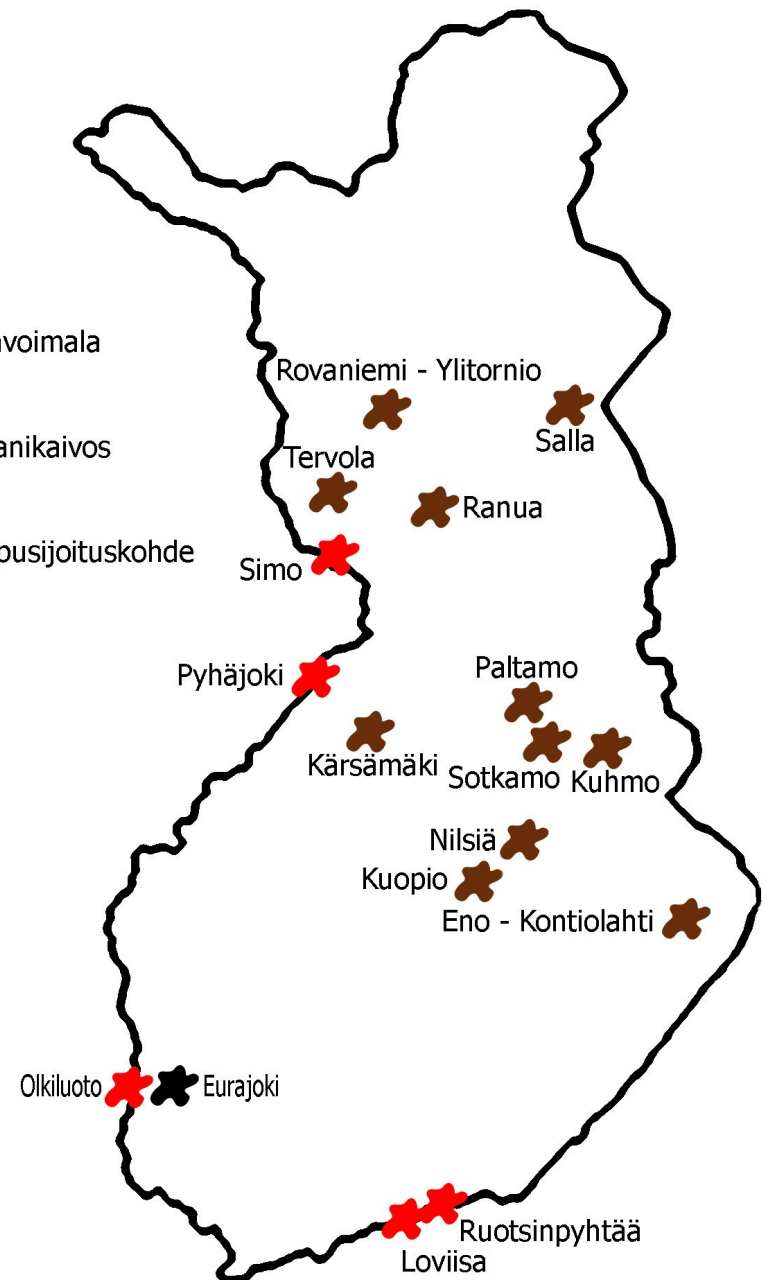 voimala
Rovaniemi - Ylitornio
Salla
anikaivos
Tervola
Ranua
pusijoituskohde
Simo
Pyhäjoki
Paltamo
Kärsämäki
Sotkamo
Kuhmo
Nilsiä
Kuopio
Eno - Kontiolahti
Olkiluoto
Eurajoki
Ruotsinpyhtää
Loviisa